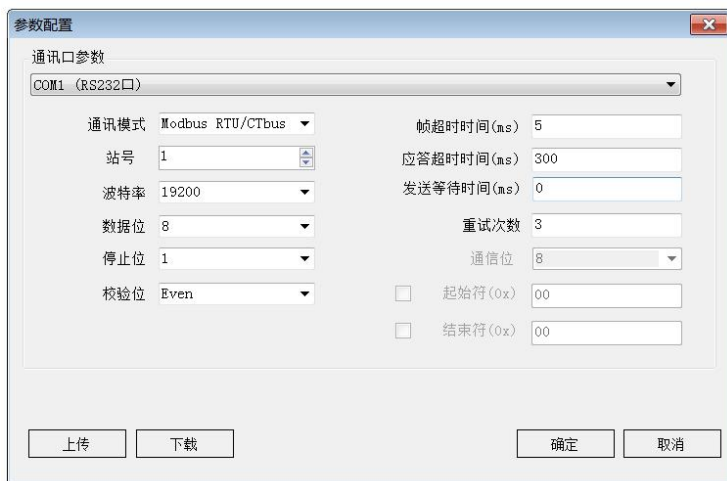 参数配置
通讯口参数
COM1 (RS232口)
通讯模式 Modbus RTU/CTbus
帧超时时间(ms) 5
站号 1
应答超时时间(ms) 300
波特率 19200
发送等待时间(ms) 0
数据位 8
重试次数 3
停止位 1
通信位 8
校验位 Even
起始符(0x) 00
结束符(0x) 00
上传 下载 确定 取消